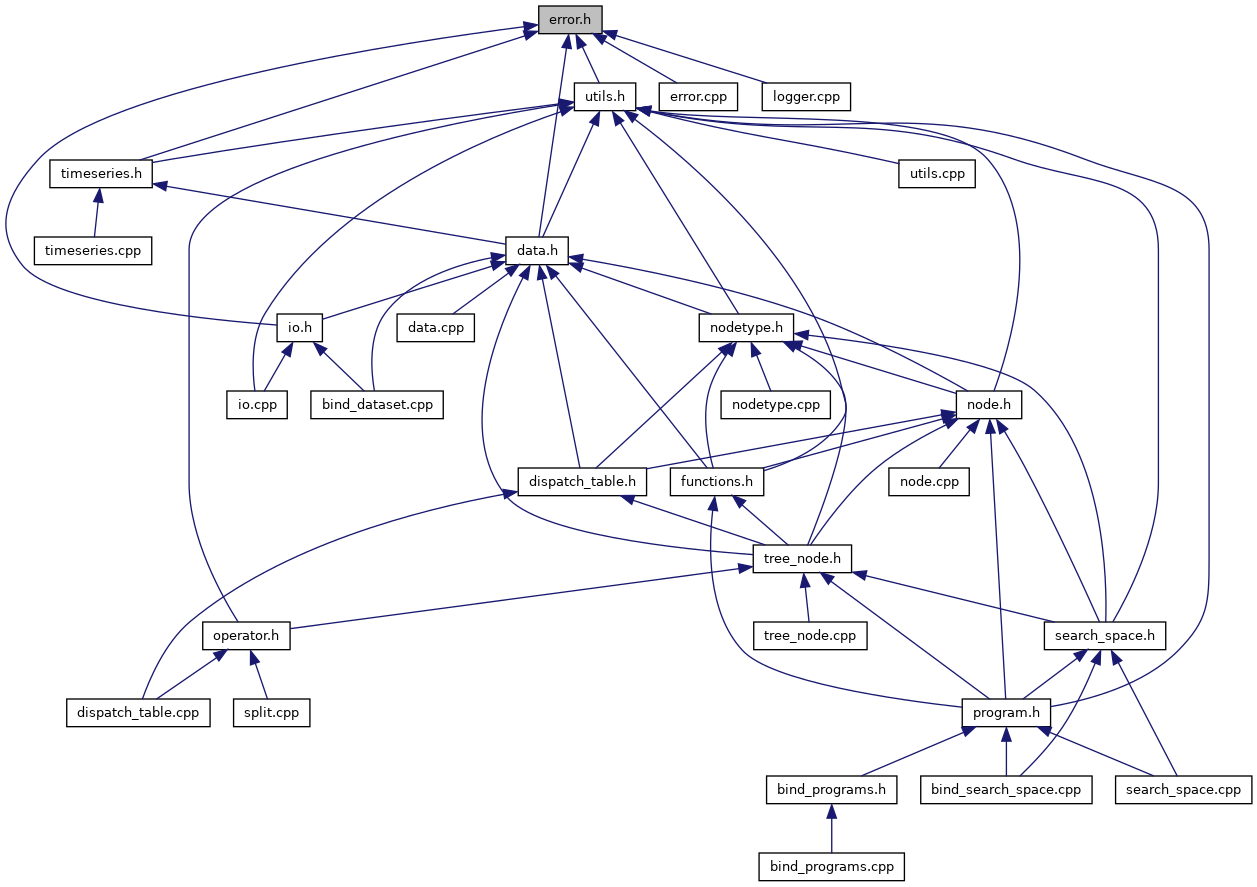 error.h
utils.h
error.cpp
logger.cpp
timeseries.h
utils.cpp
timeseries.cpp
data.h
io.h
data.cpp
nodetype.h
io.cpp
bind_dataset.cpp
nodetype.cpp
node.h
dispatch_table.h
functions.h
node.cpp
tree_node.h
operator.h
tree_node.cpp
search_space.h
dispatch_table.cpp
split.cpp
program.h
bind_programs.h
bind_search_space.cpp
search_space.cpp
bind_programs.cpp